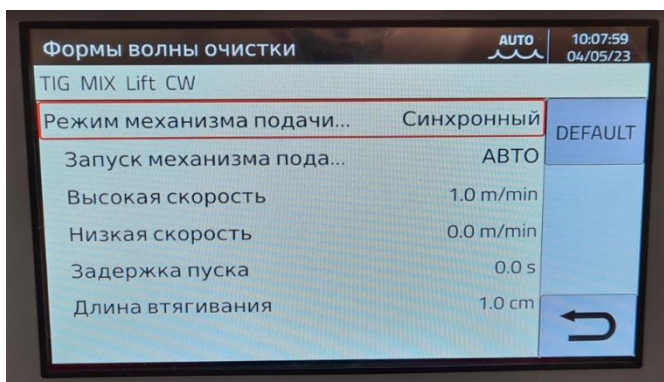 Формы волны очистки AUTO 10:07:59
04/05/23
TIG MIX Lift CW
Режим механизма подачи... Синхронный
DEFAULT
Запуск механизма пода... АВТО
Высокая скорость 1.0 m/min
Низкая скорость 0.0 m/min
Задержка пуска 0.0 s
Длина втягивания 1.0 cm